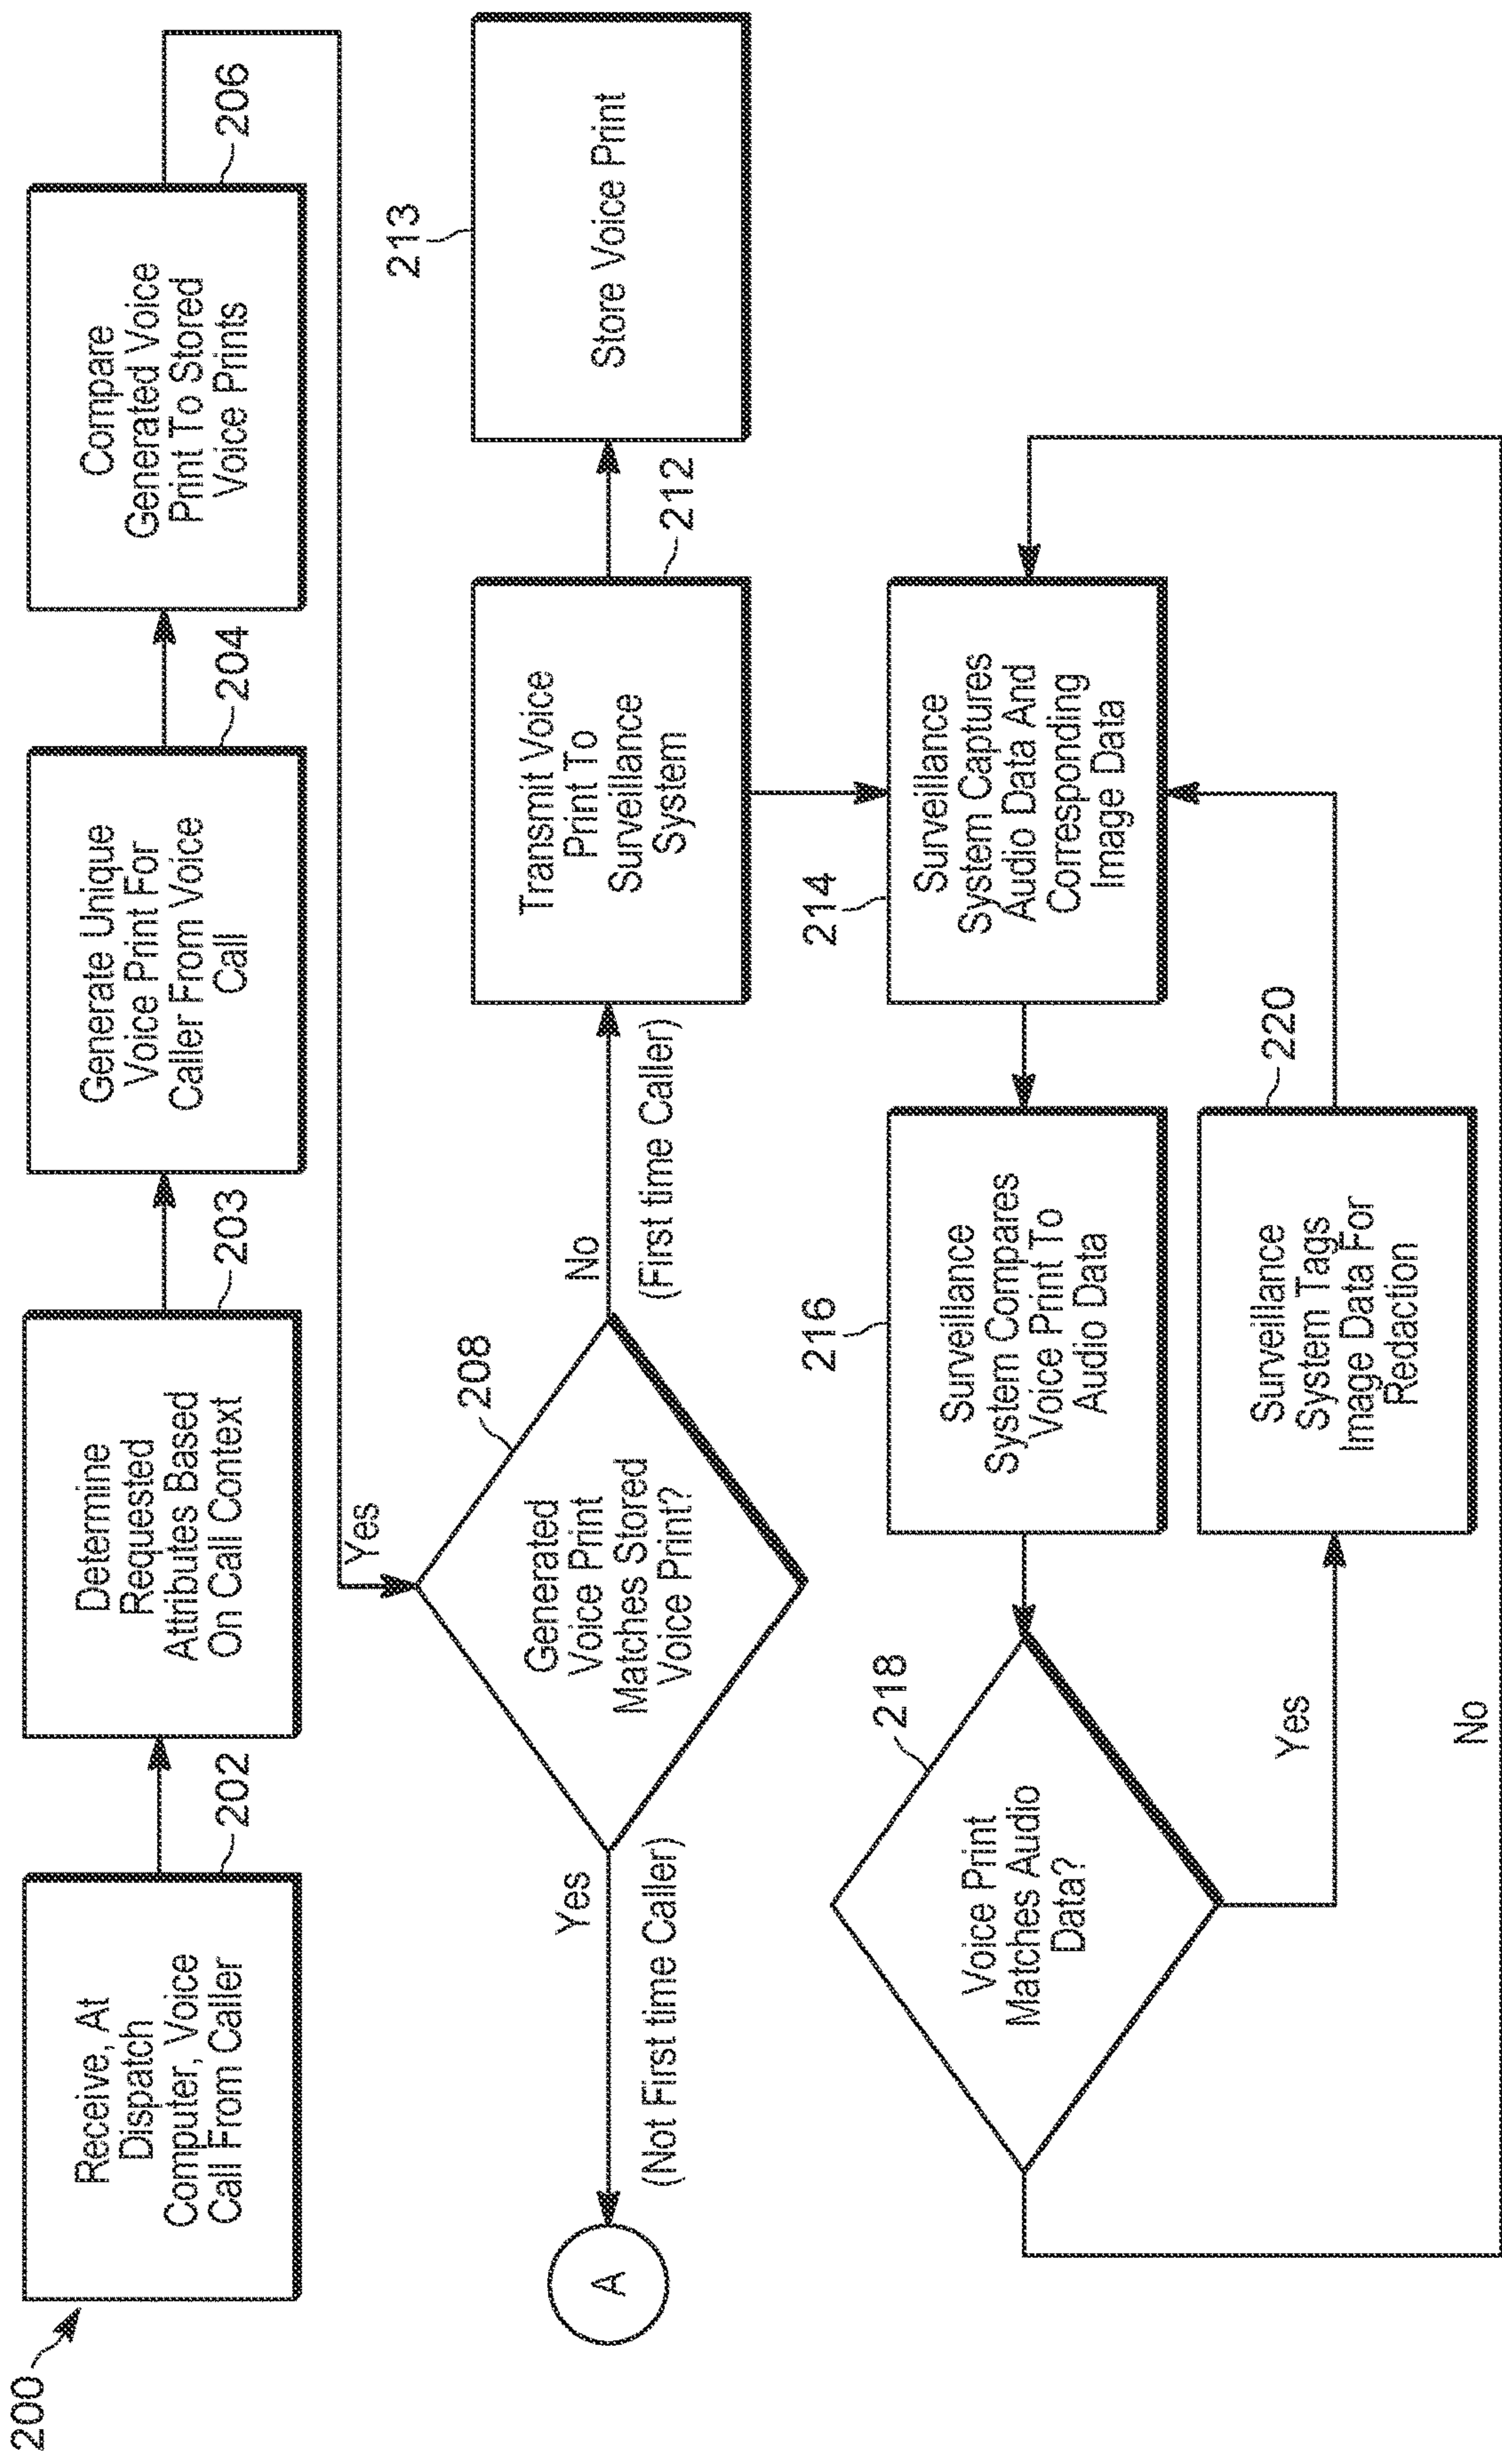 200
Receive, At
Dispatch
Computer, Voice
Call From Caller
202
Determine
Requested
Attributes Based
On Call Context
203
Generate Unique
Voice Print For
Caller From Voice
Call
204
Compare
Generated Voice
Print To Stored
Voice Prints
206
Yes
208
Generated
Voice Print
Matches Stored
Voice Print?
Yes
(Not First time Caller)
A
No
(First time Caller)
Transmit Voice
Print To
Surveillance
System
212
213
Store Voice Print
214
Surveillance
System Captures
Audio Data And
Corresponding
Image Data
216
Surveillance
System Compares
Voice Print To
Audio Data
218
Voice Print
Matches Audio
Data?
Yes
220
Surveillance
System Tags
Image Data For
Redaction
No